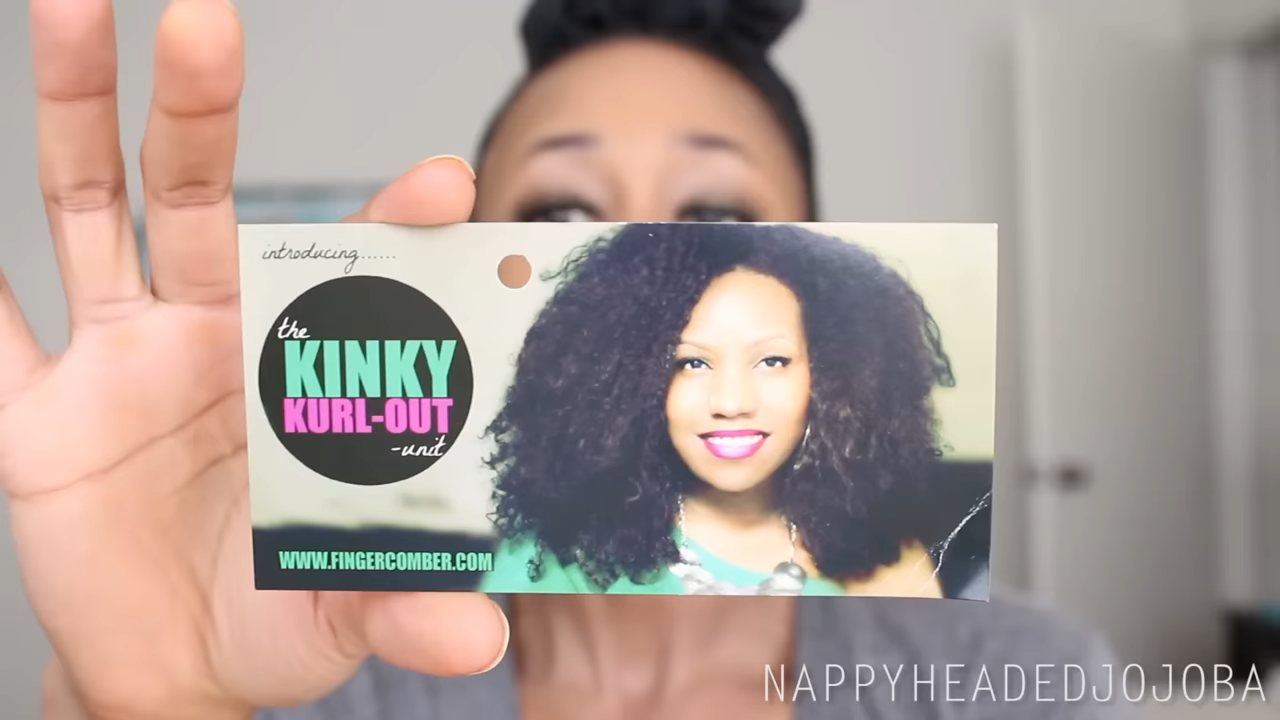 introducing......
the
KINKY
KURL-OUT
-unit
WWW.FINGERCOMBER.COM
NAPPYHEADEDJOJOBA